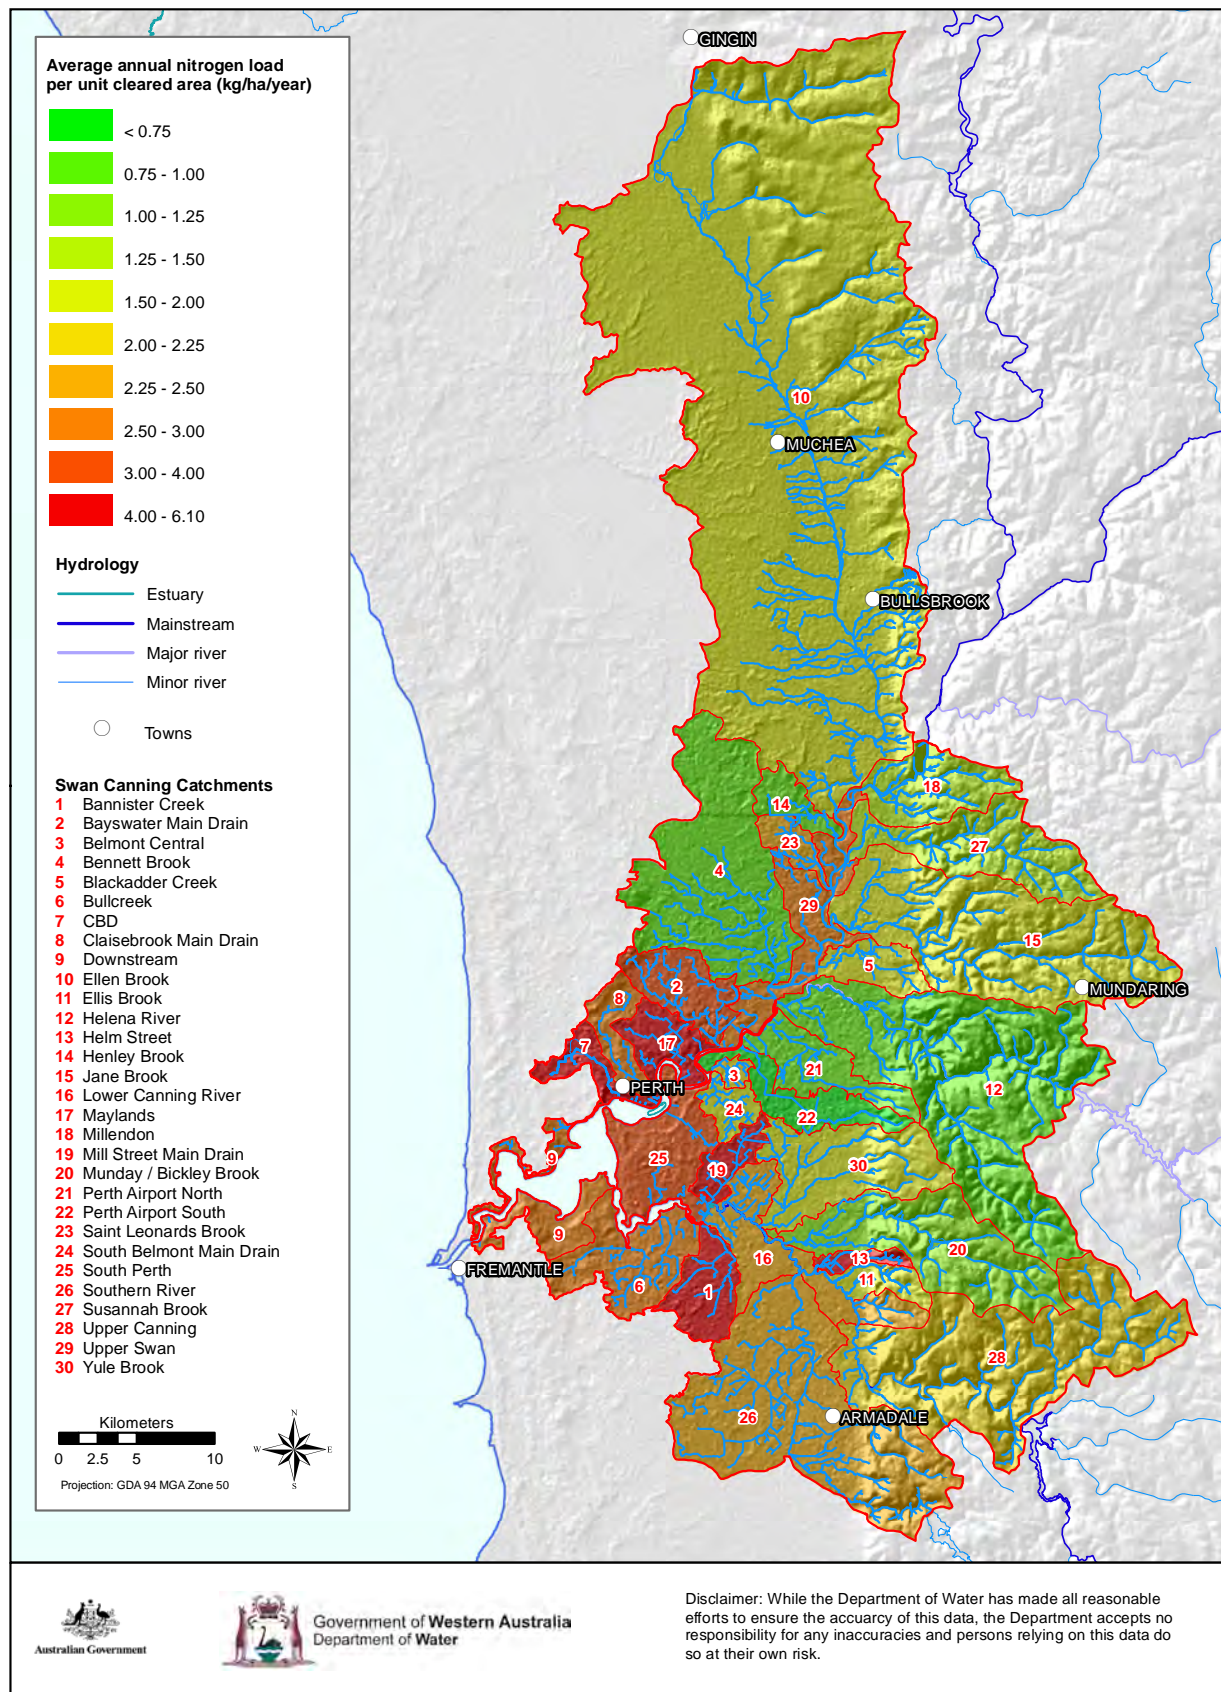 Average annual nitrogen load
per unit cleared area (kg/ha/year)
< 0.75
0.75 - 1.00
1.00 - 1.25
1.25 - 1.50
1.50 - 2.00
2.00 - 2.25
2.25 - 2.50
2.50 - 3.00
3.00 - 4.00
4.00 - 6.10
Hydrology
Estuary
Mainstream
Major river
Minor river
Towns
Swan Canning Catchments
1 Bannister Creek
2 Bayswater Main Drain
3 Belmont Central
4 Bennett Brook
5 Blackadder Creek
6 Bullcreek
7 CBD
8 Claisebrook Main Drain
9 Downstream
10 Ellen Brook
11 Ellis Brook
12 Helena River
13 Helm Street
14 Henley Brook
15 Jane Brook
16 Lower Canning River
17 Maylands
18 Millendon
19 Mill Street Main Drain
20 Munday / Bickley Brook
21 Perth Airport North
22 Perth Airport South
23 Saint Leonards Brook
24 South Belmont Main Drain
25 South Perth
26 Southern River
27 Susannah Brook
28 Upper Canning
29 Upper Swan
30 Yule Brook
Kilometers
0 2.5 5 10
Projection: GDA 94 MGA Zone 50
N
W E
S
GINGIN
10
MUCHEA
BULLSBROOK
18
14
23
27
4
29
15
5
2
MUNDARING
8
17
7
3
21
PERTH
12
24
22
25
19
30
9
9
16
20
13
FREMANTLE
6
1
11
28
26
ARMADALE
Australian Government
Government of Western Australia
Department of Water
Disclaimer: While the Department of Water has made all reasonable
efforts to ensure the accuarcy of this data, the Department accepts no
responsibility for any inaccuracies and persons relying on this data do
so at their own risk.